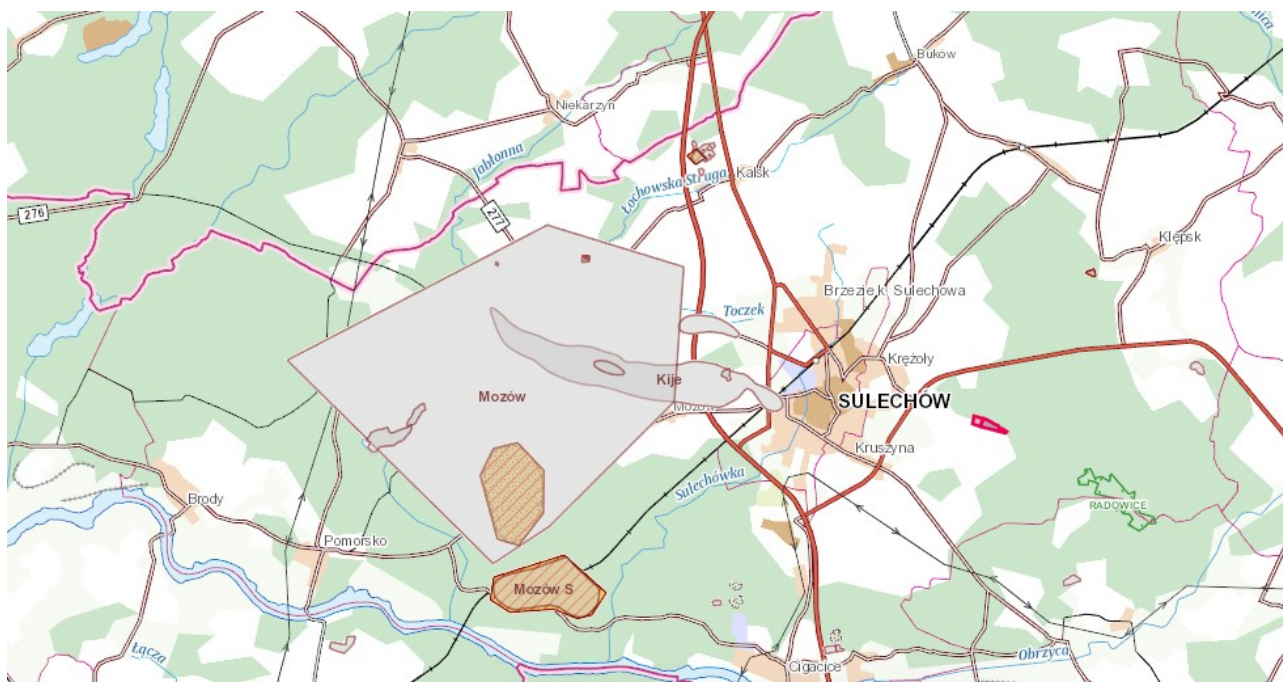 Buków
Niekarzyn
Jabłonna
Łochowska Struga
Kalsk
276
277
Klępsk
Toczek
Brzezie k. Sulechowa
Krężoły
Kije
Mozów
Mozów
SULECHÓW
Kruszyna
Sulechówka
Brody
RADOWICE
Pomorsko
Mozów S
Łącza
Cigacice
Obrzyca